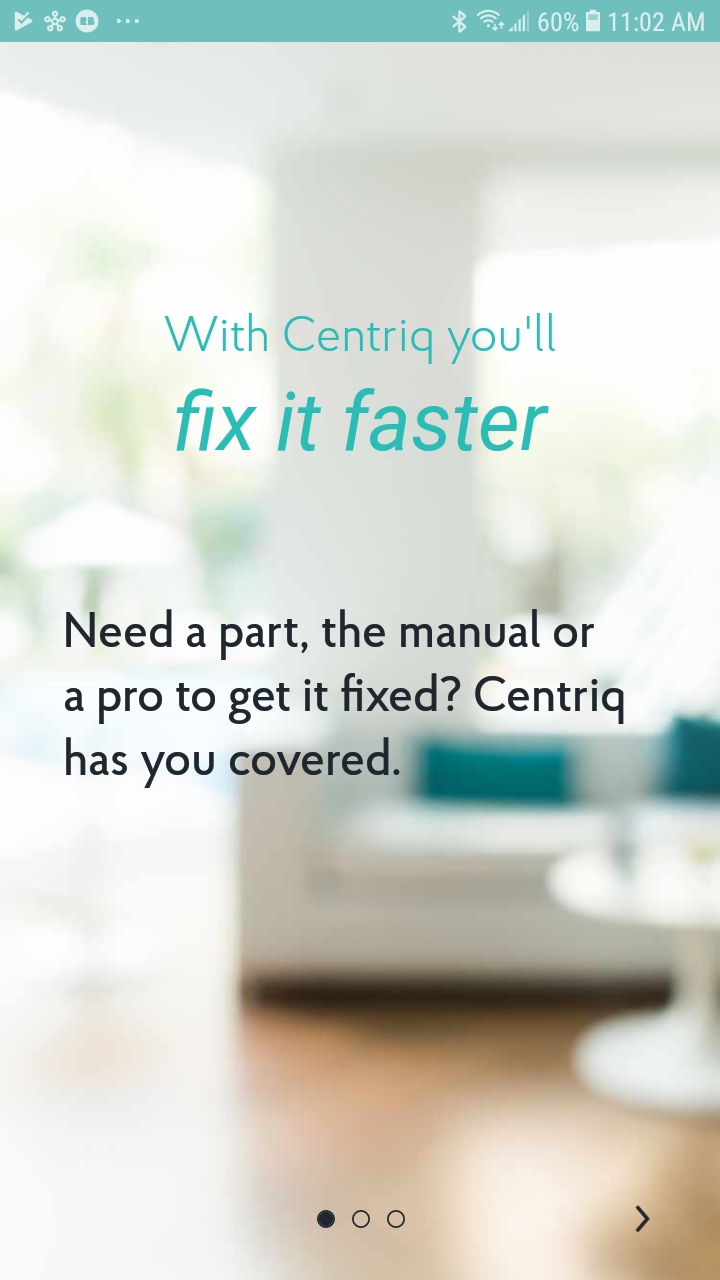 60% 11:02 AM
With Centriq you'll
fix it faster
Need a part, the manual or
a pro to get it fixed? Centriq
has you covered.